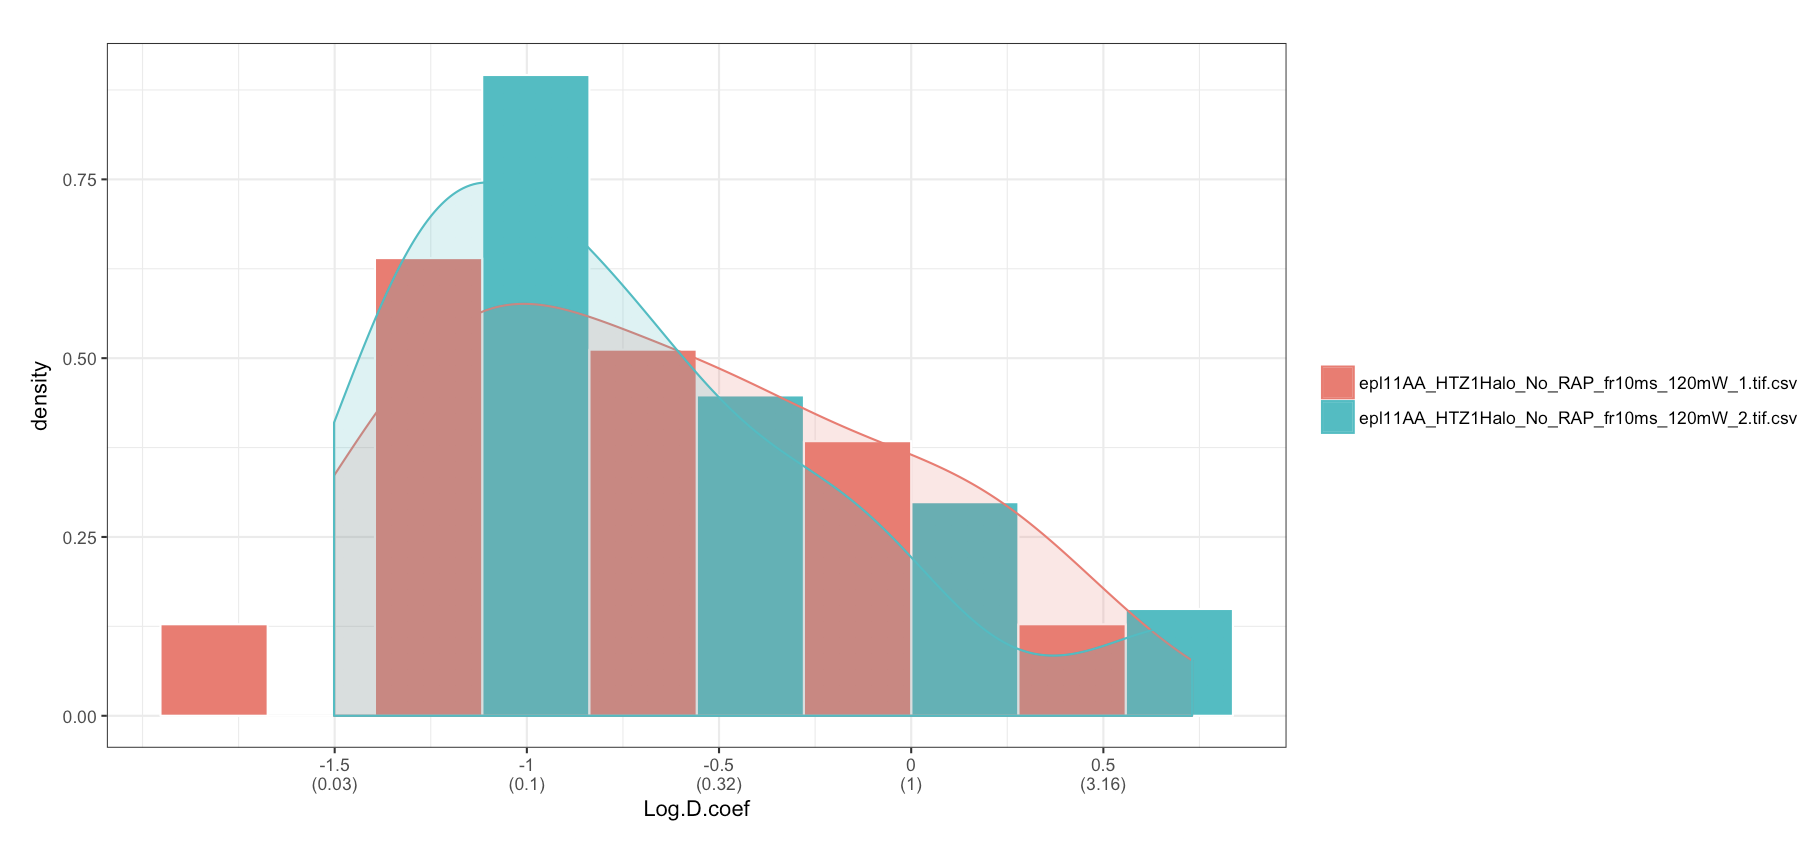 density
0.75
0.50
0.25
0.00
-1.5 -1 -0.5 0 0.5
(0.03) (0.1) (0.32) (1) (3.16)
Log.D.coef
epl11AA_HTZ1Halo_No_RAP_fr10ms_120mW_1.tif.csv
epl11AA_HTZ1Halo_No_RAP_fr10ms_120mW_2.tif.csv